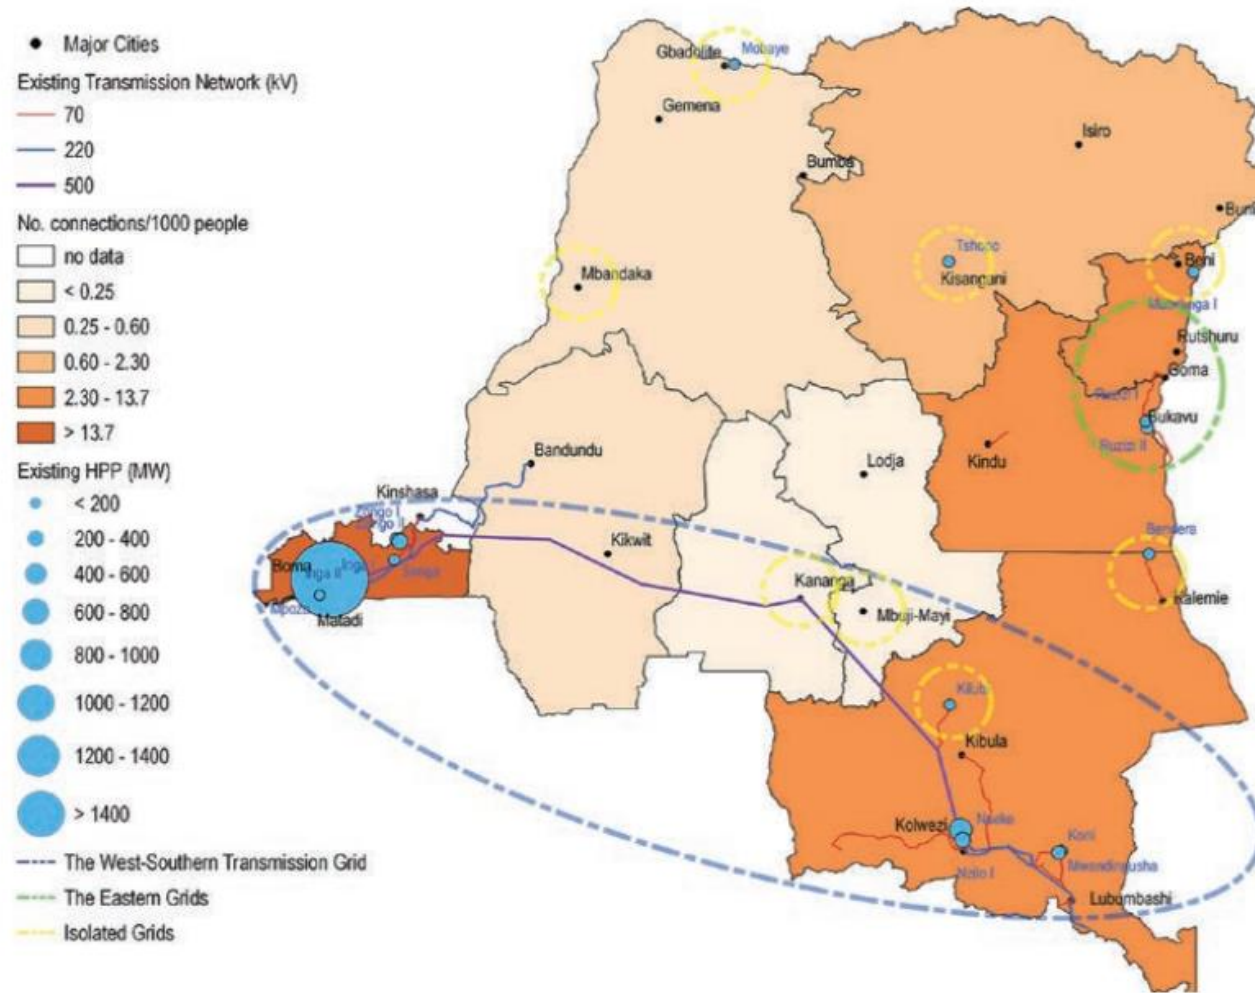 Major Cities
Existing Transmission Network (kV)
70
220
500
No. connections/1000 people
no data
< 0.25
0.25 - 0.60
0.60 - 2.30
2.30 - 13.7
> 13.7
Existing HPP (MW)
< 200
200 - 400
400 - 600
600 - 800
800 - 1000
1000 - 1200
1200 - 1400
> 1400
The West-Southern Transmission Grid
The Eastern Grids
Isolated Grids
Gbadolite
Mobaye
Gemena
Bumba
Isiro
Tshopo
Kisangani
Beni
Mbandaka
Rutshuru
Goma
Bukavu
Ruzizi II
Kindu
Lodja
Bandundu
Kinshasa
Zongo I
Kikwit
Boma
Inga II
Matadi
Kananga
Mbuji-Mayi
Bendera
Kalemie
Kibula
Kolwezi
Nseke
Nzilo I
Koni
Mwandingusha
Lubumbashi